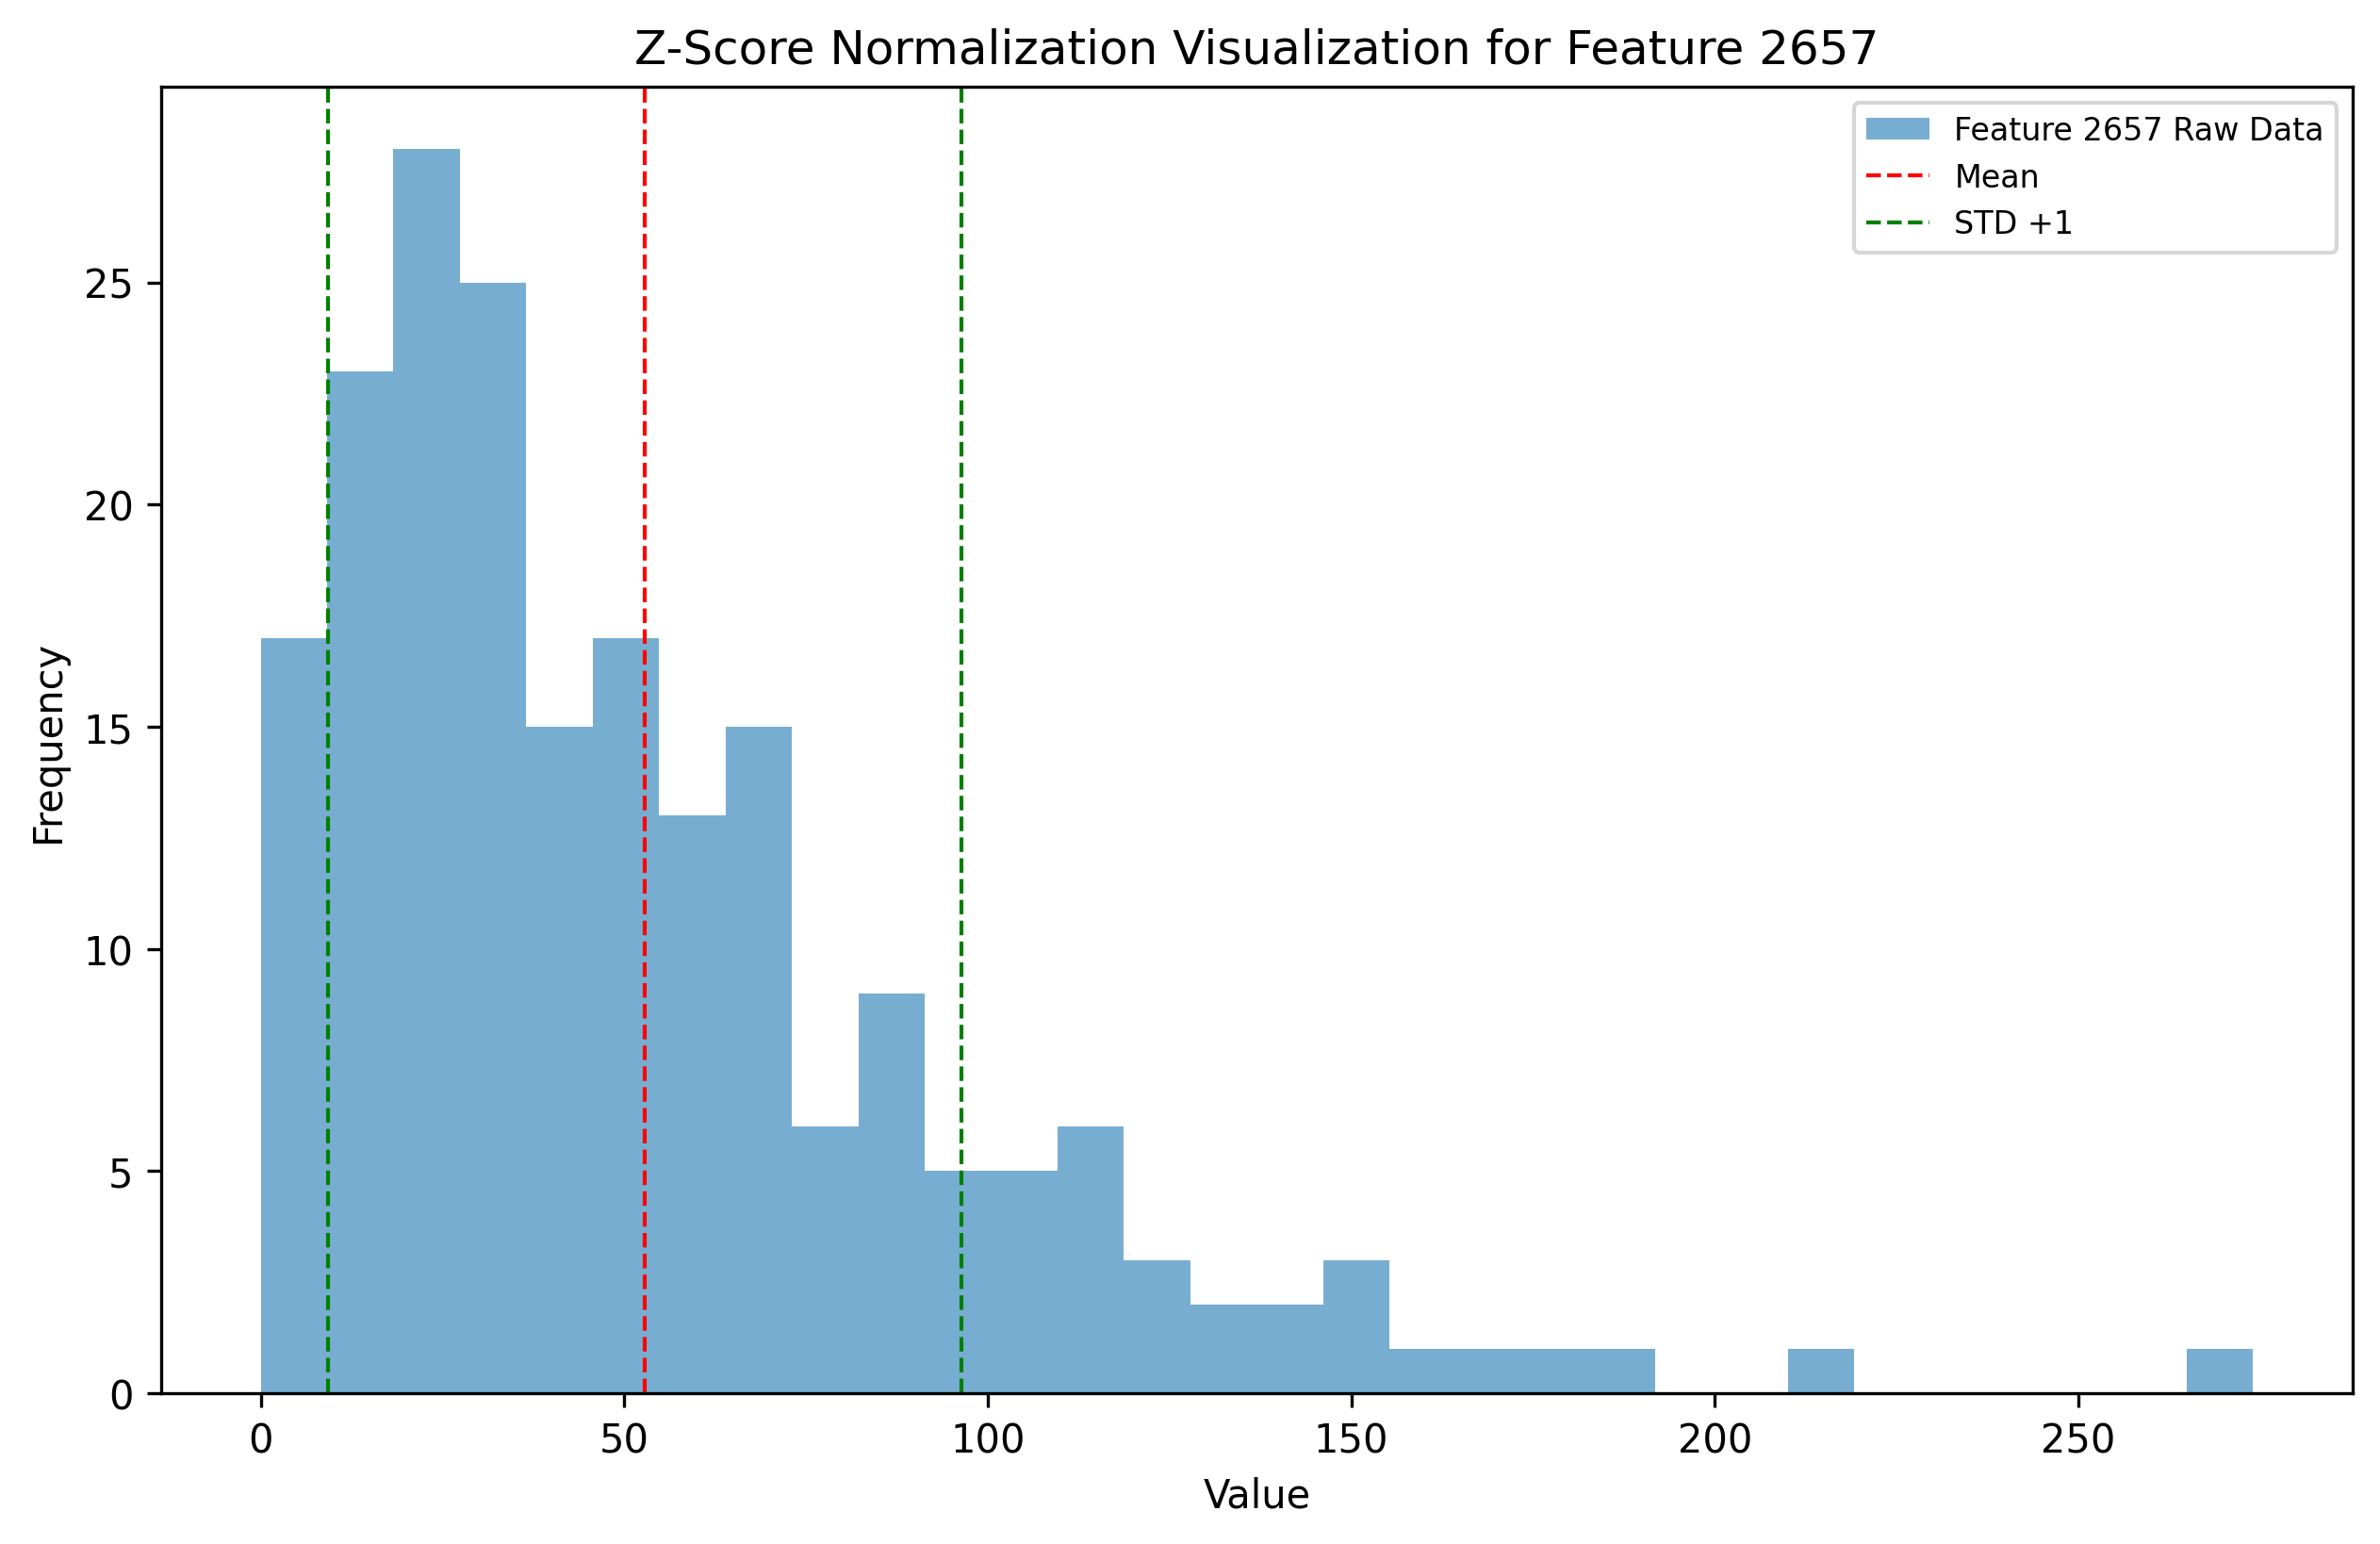 Z-Score Normalization Visualization for Feature 2657
Feature 2657 Raw Data
Mean
STD +1
25
20
15
10
5
0
Frequency
0 50 100 150 200 250
Value